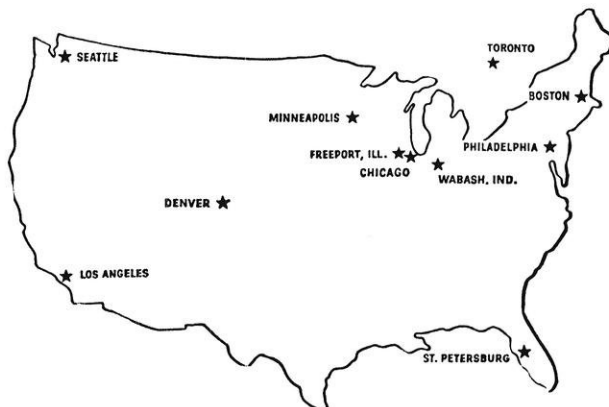 TORONTO
SEATTLE
BOSTON
MINNEAPOLIS
PHILADELPHIA
FREEPORT, ILL.
CHICAGO
WABASH, IND.
DENVER
LOS ANGELES
ST. PETERSBURG